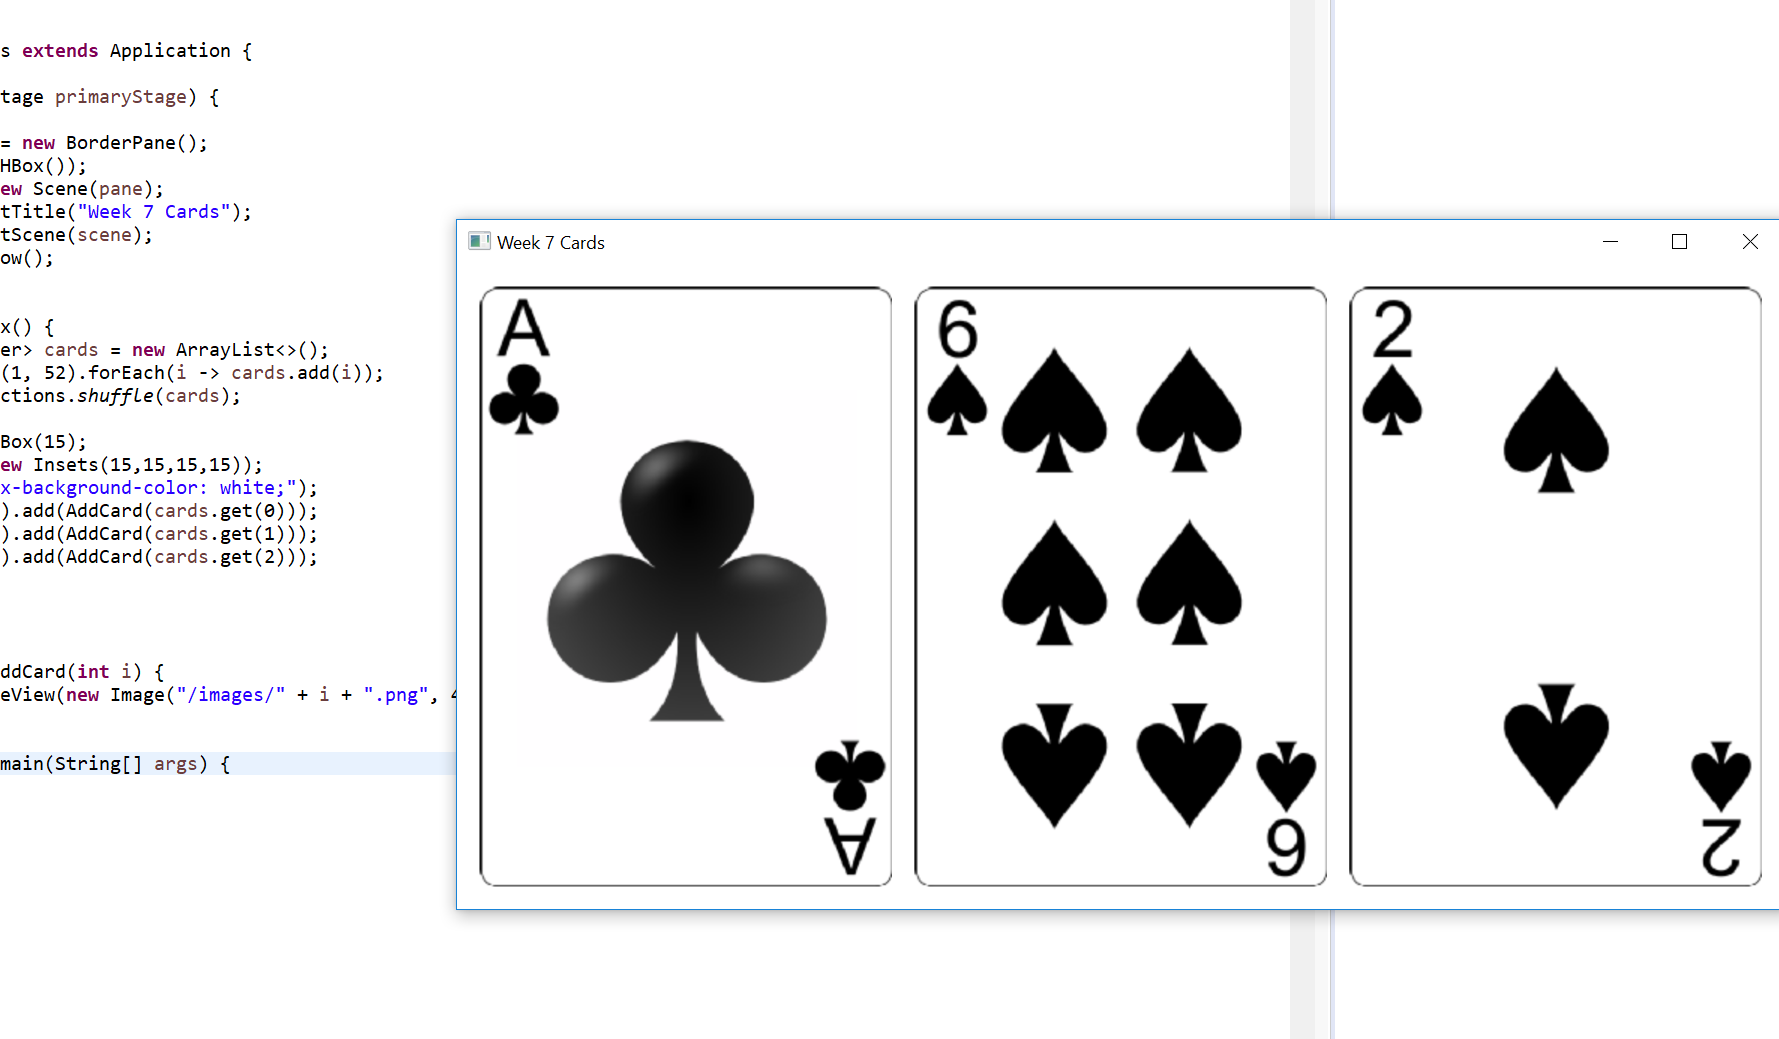 s extends Application {
tage primaryStage) {
= new BorderPane();
HBox());
ew Scene(pane);
tTitle("Week 7 Cards");
tScene(scene);
ow();
x() {
er> cards = new ArrayList<>();
(1, 52).forEach(i -> cards.add(i));
ctions.shuffle(cards);
Box(15);
ew Insets(15,15,15,15));
x-background-color: white;");
).add(AddCard(cards.get(0)));
).add(AddCard(cards.get(1)));
).add(AddCard(cards.get(2)));
ddCard(int i) {
eView(new Image("/images/" + i + ".png", 4
main(String[] args) {
Week 7 Cards
A
6
2
A
6
2